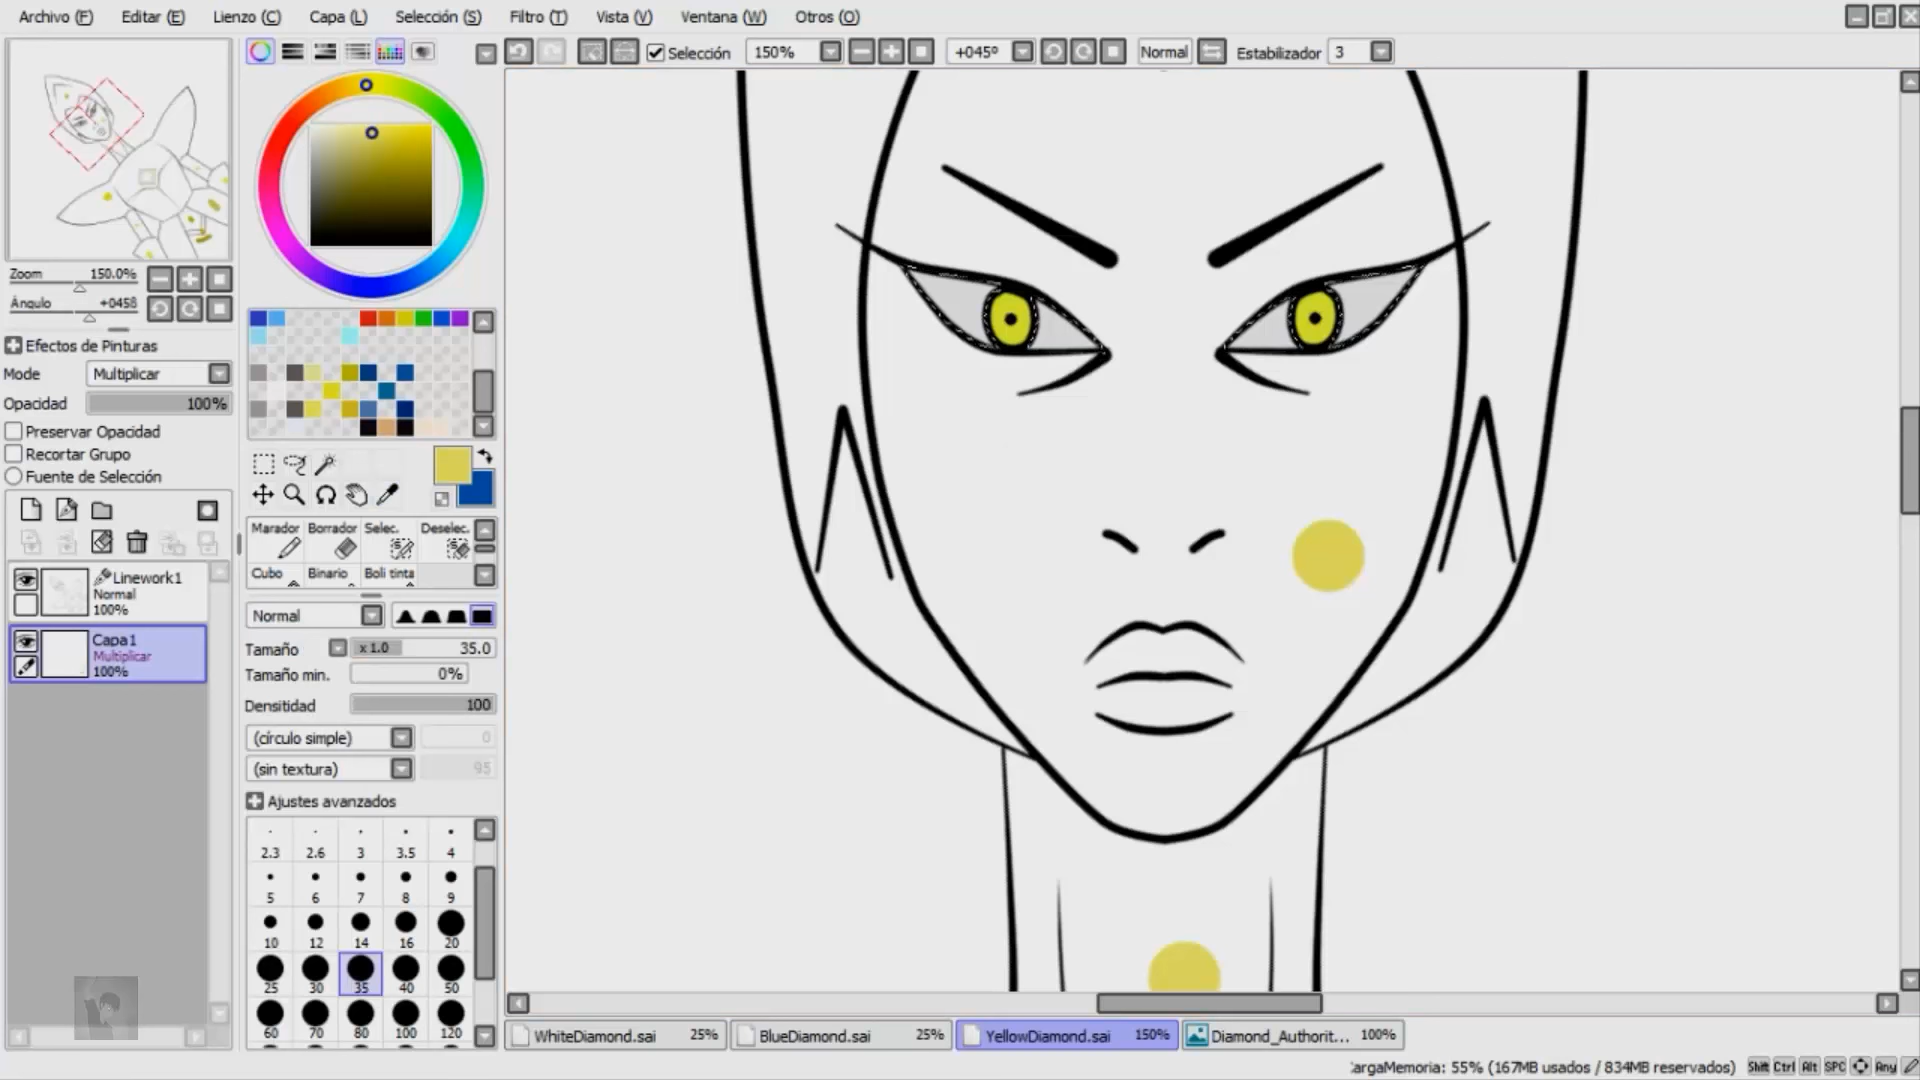 Archivo (F) Editar (E) Lienzo (C) Capa (L) Selección (S) Filtro (T) Vista (V) Ventana (W) Otros (O)
Selección 150% +045º Normal Estabilizador 3
Zoom 150.0%
Ángulo +045º
Efectos de Pinturas
Mode Multiplicar
Opacidad 100%
Preservar Opacidad
Recortar Grupo
Fuente de Selección
Linework1
Normal
100%
Capa1
Multiplicar
100%
Marador Borrador Selec. Deselec.
Cubo Binario Boli tinta
Normal
Tamaño x 1.0 35.0
Tamaño min. 0%
Densitidad 100
(círculo simple) 0
(sin textura) 95
Ajustes avanzados
2.3 2.6 3 3.5 4
5 6 7 8 9
10 12 14 16 20
25 30 35 40 50
60 70 80 100 120
WhiteDiamond.sai 25% BlueDiamond.sai 25% YellowDiamond.sai 150% Diamond_Authorit... 100%
argaMemoria: 55% (167MB usados / 834MB reservados) Shift Ctrl Alt SPC Any